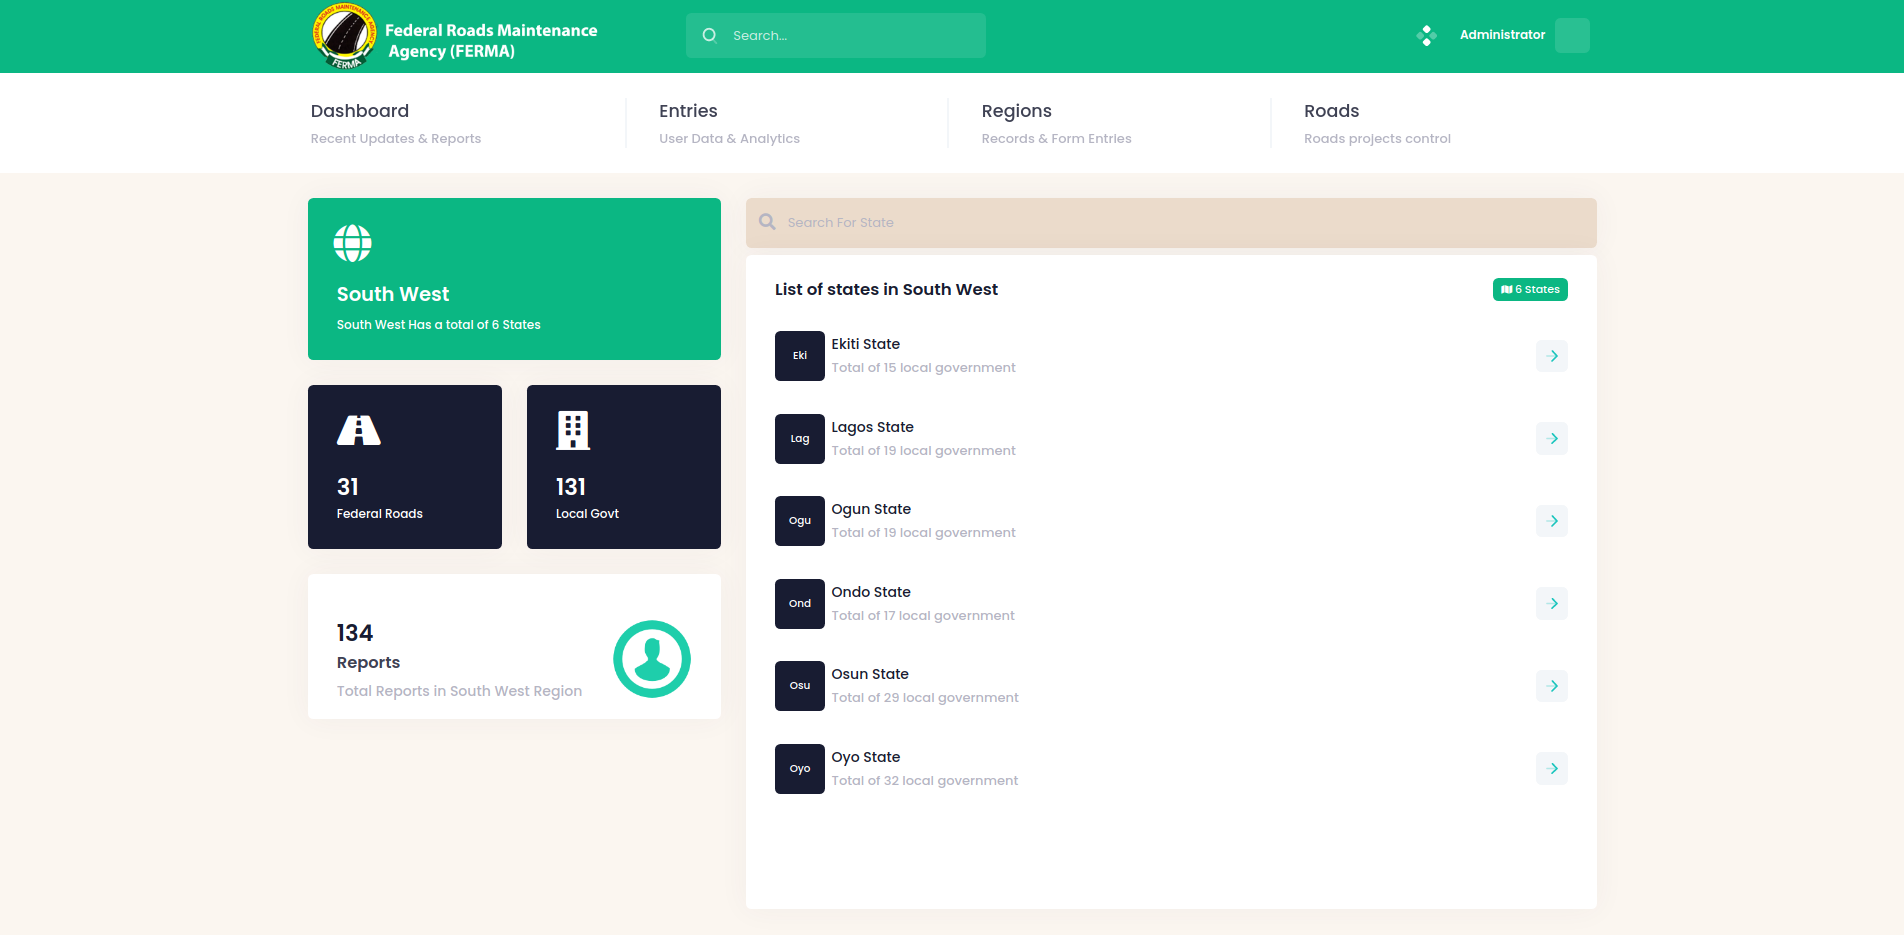 FEDERAL ROADS MAINTENANCE AGENCY
FERMA
Federal Roads Maintenance
Agency (FERMA)
Search...
Administrator
Dashboard
Recent Updates & Reports
Entries
User Data & Analytics
Regions
Records & Form Entries
Roads
Roads projects control
South West
South West Has a total of 6 States
31
Federal Roads
131
Local Govt
134
Reports
Total Reports in South West Region
Search For State
List of states in South West
6 States
Eki
Ekiti State
Total of 15 local government
Lag
Lagos State
Total of 19 local government
Ogu
Ogun State
Total of 19 local government
Ond
Ondo State
Total of 17 local government
Osu
Osun State
Total of 29 local government
Oyo
Oyo State
Total of 32 local government